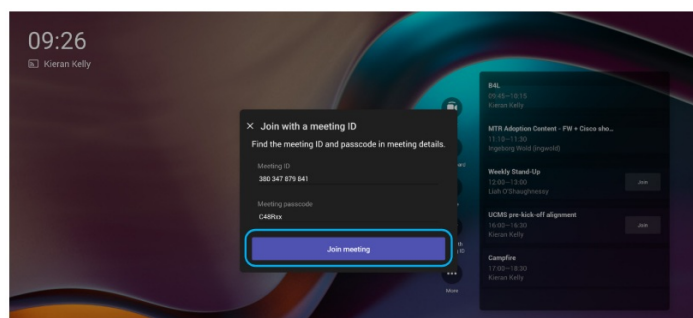 09:26
Kieran Kelly
× Join with a meeting ID
Find the meeting ID and passcode in meeting details.
Meeting ID
380 347 879 841
Meeting passcode
C48Rxx
Join meeting
More
B4L
09:45–10:15
Kieran Kelly
MTR Adoption Content - FW + Cisco sho...
11:10–11:30
Ingeborg Wold (ingwold)
Weekly Stand-Up
12:00–13:00
Liah O'Shaughnessy
Join
UCMS pre-kick-off alignment
16:00–16:30
Kieran Kelly
Join
Campfire
17:00–18:30
Kieran Kelly